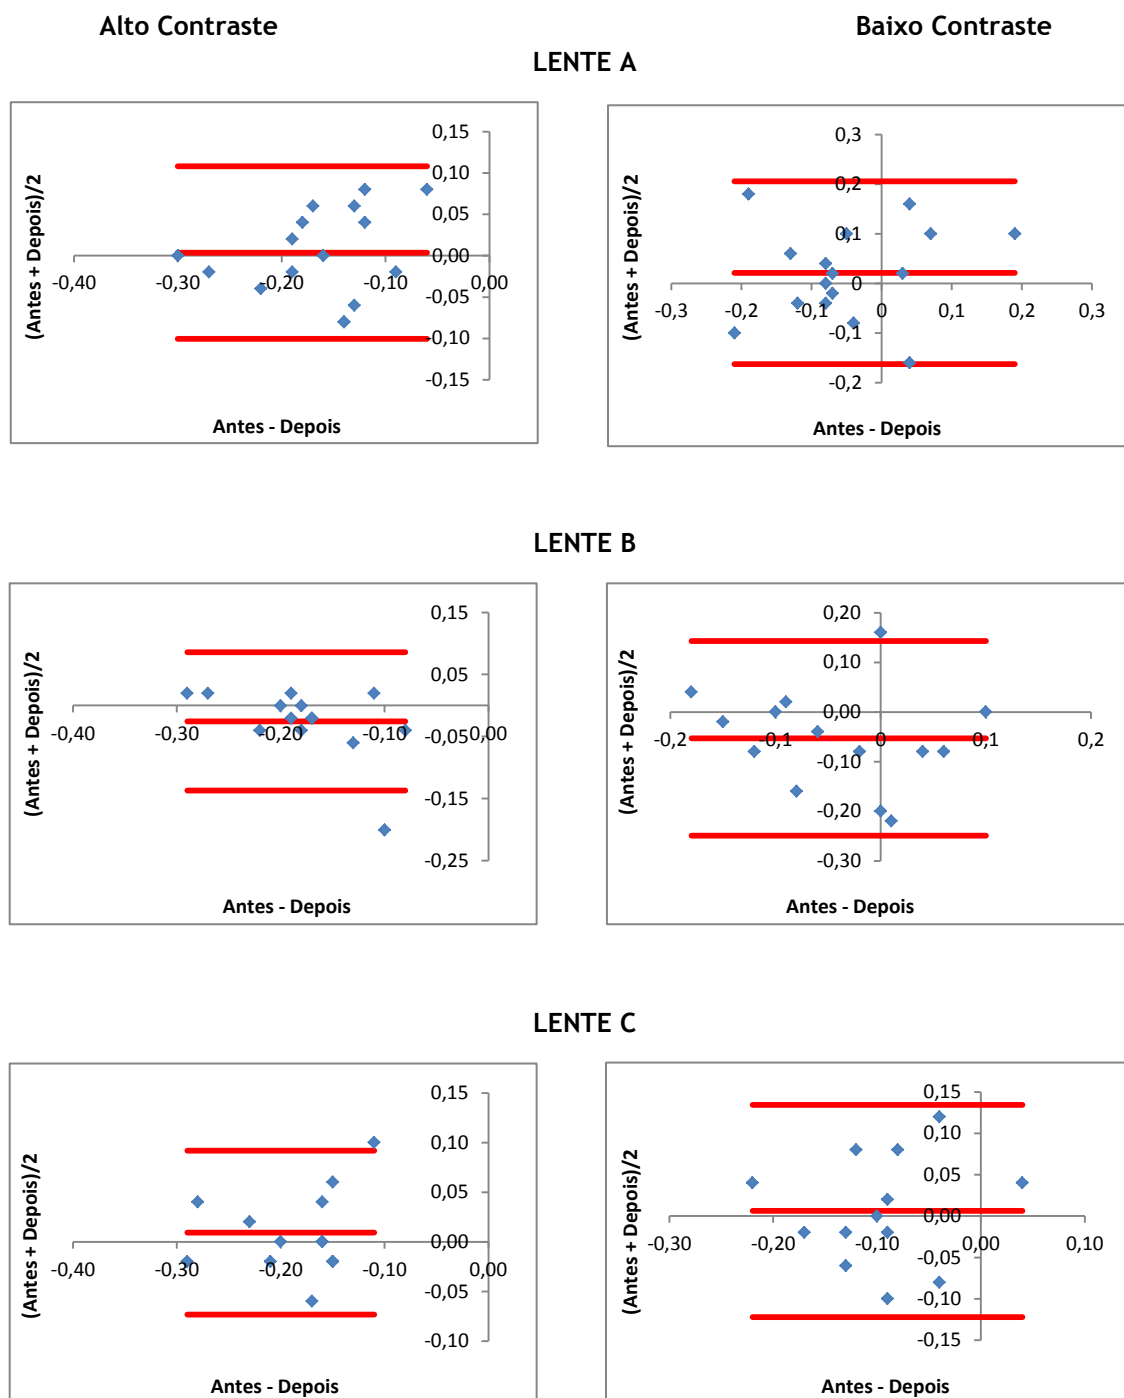 Alto Contraste Baixo Contraste
LENTE A
(Antes + Depois)/2
0,15
0,10
0,05
0,00
-0,05
-0,10
-0,15
-0,40 -0,30 -0,20 -0,10 0,00
Antes - Depois
(Antes + Depois)/2
0,3
0,2
0,1
0
-0,1
-0,2
-0,3 -0,2 -0,1 0 0,1 0,2 0,3
Antes - Depois
LENTE B
(Antes + Depois)/2
0,15
0,05
-0,05
-0,15
-0,25
-0,40 -0,30 -0,20 -0,10 0,00
Antes - Depois
(Antes + Depois)/2
0,20
0,10
0,00
-0,10
-0,20
-0,30
-0,2 -0,1 0 0,1 0,2
Antes - Depois
LENTE C
(Antes + Depois)/2
0,15
0,10
0,05
0,00
-0,05
-0,10
-0,40 -0,30 -0,20 -0,10 0,00
Antes - Depois
(Antes + Depois)/2
0,15
0,10
0,05
0,00
-0,05
-0,10
-0,15
-0,30 -0,20 -0,10 0,00 0,10
Antes - Depois